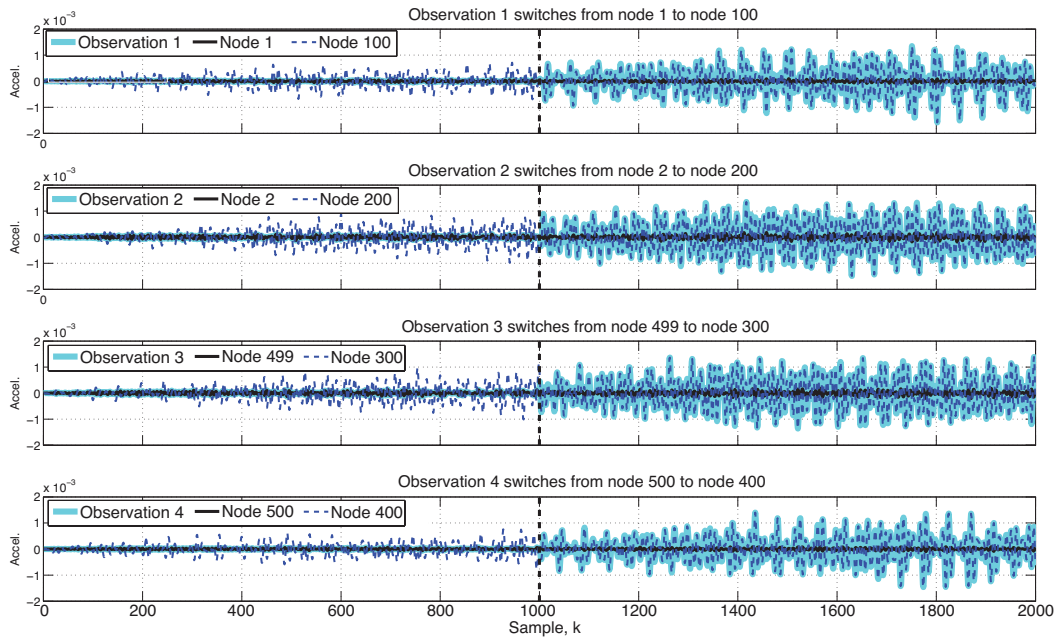 Observation 1 switches from node 1 to node 100
x 10⁻³
2
1
0
−1
−2
Accel.
Observation 1 Node 1 Node 100
0
Observation 2 switches from node 2 to node 200
x 10⁻³
2
1
0
−1
−2
Accel.
Observation 2 Node 2 Node 200
0
Observation 3 switches from node 499 to node 300
x 10⁻³
2
1
0
−1
−2
Accel.
Observation 3 Node 499 Node 300
Observation 4 switches from node 500 to node 400
x 10⁻³
2
1
0
−1
−2
Accel.
Observation 4 Node 500 Node 400
0 200 400 600 800 1000 1200 1400 1600 1800 2000
Sample, k